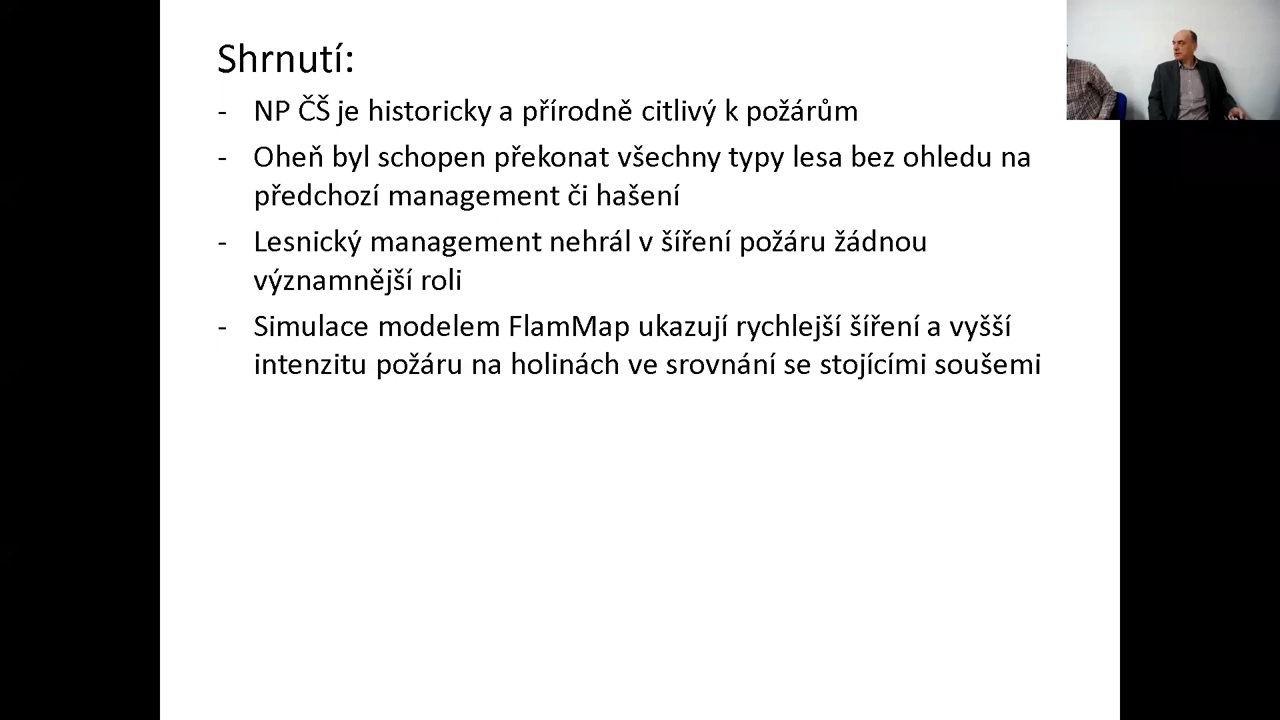 Shrnutí:
- NP ČŠ je historicky a přírodně citlivý k požárům
- Oheň byl schopen překonat všechny typy lesa bez ohledu na
předchozí management či hašení
- Lesnický management nehrál v šíření požáru žádnou
významnější roli
- Simulace modelem FlamMap ukazují rychlejší šíření a vyšší
intenzitu požáru na holinách ve srovnání se stojícími soušemi